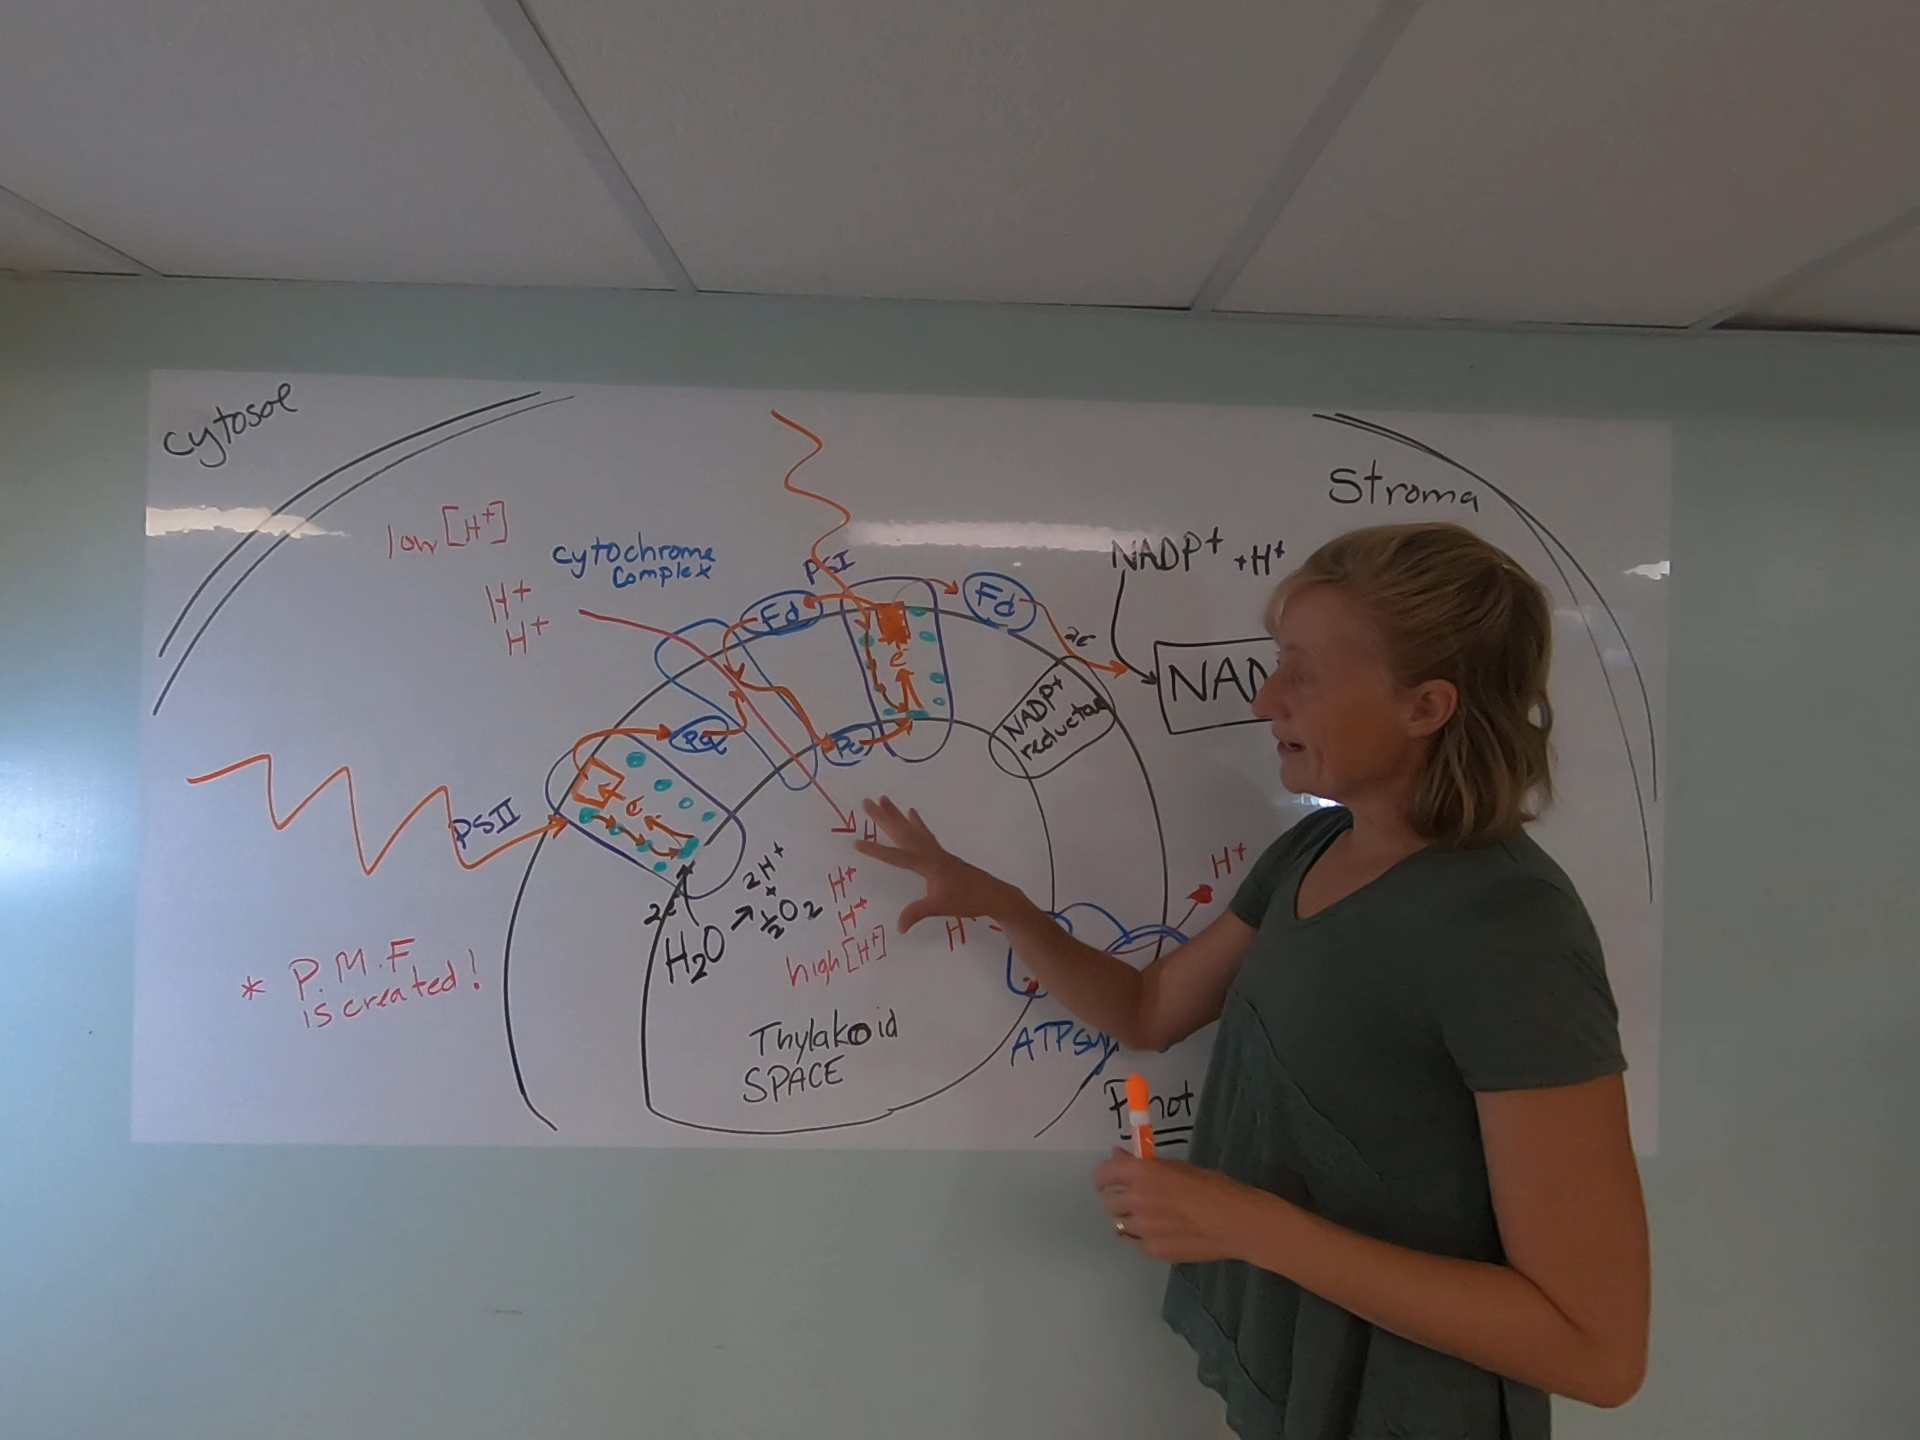 Cytosol
Stroma
low [H+]
H+
H+
cytochrome
complex
PSI
Fd
Fd
NADP+ +H+
2e
e
NADP+
reductase
Pq
Pc
PSII
e
2H+
+
½O2
2e
H2O
H
H+
H+
high [H+]
H+
H+
* P.M.F
is created!
Thylakoid
SPACE